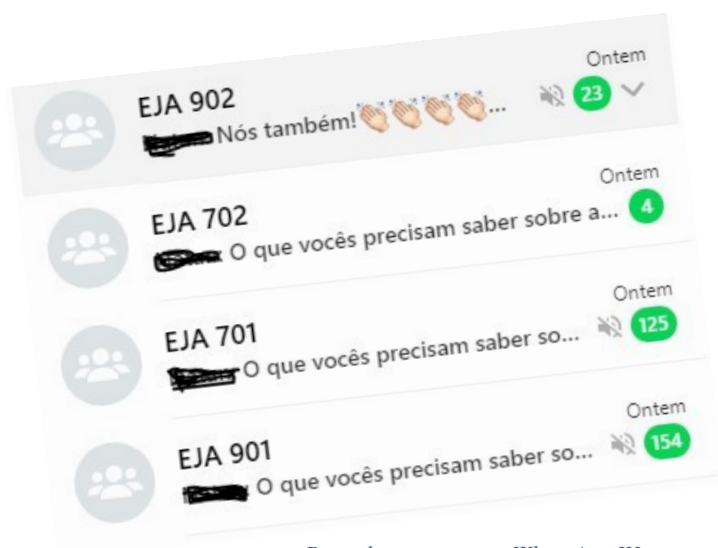 Ontem
EJA 902
Nós também!👏🏻👏🏻👏🏻👏🏻... 23
Ontem
EJA 702
O que vocês precisam saber sobre a... 4
Ontem
EJA 701
O que vocês precisam saber so... 125
Ontem
EJA 901
O que vocês precisam saber so... 154